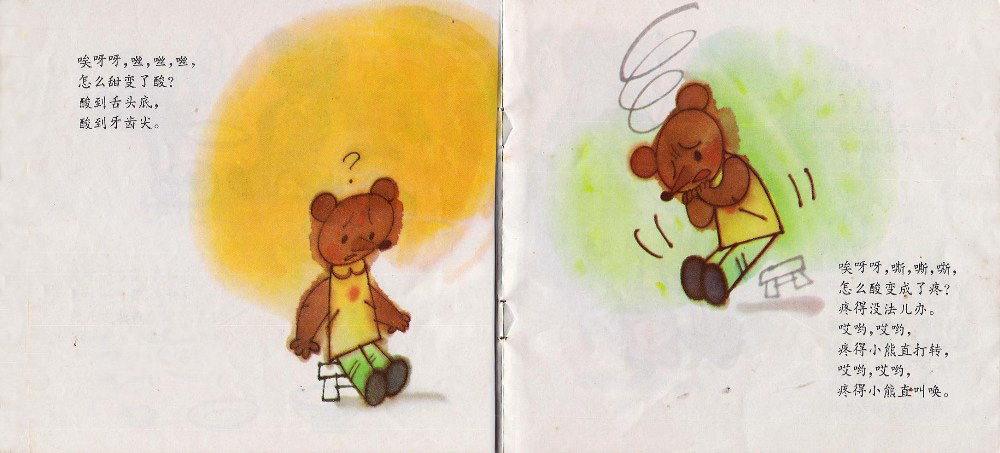 唉呀呀,咝,咝,咝,
怎么甜变了酸?
酸到舌头底,
酸到牙齿尖。
?
唉呀呀,嘶,嘶,嘶,
怎么酸变成了疼?
疼得没法儿办。
哎哟,哎哟,
疼得小熊直打转,
哎哟,哎哟,
疼得小熊直叫唤。